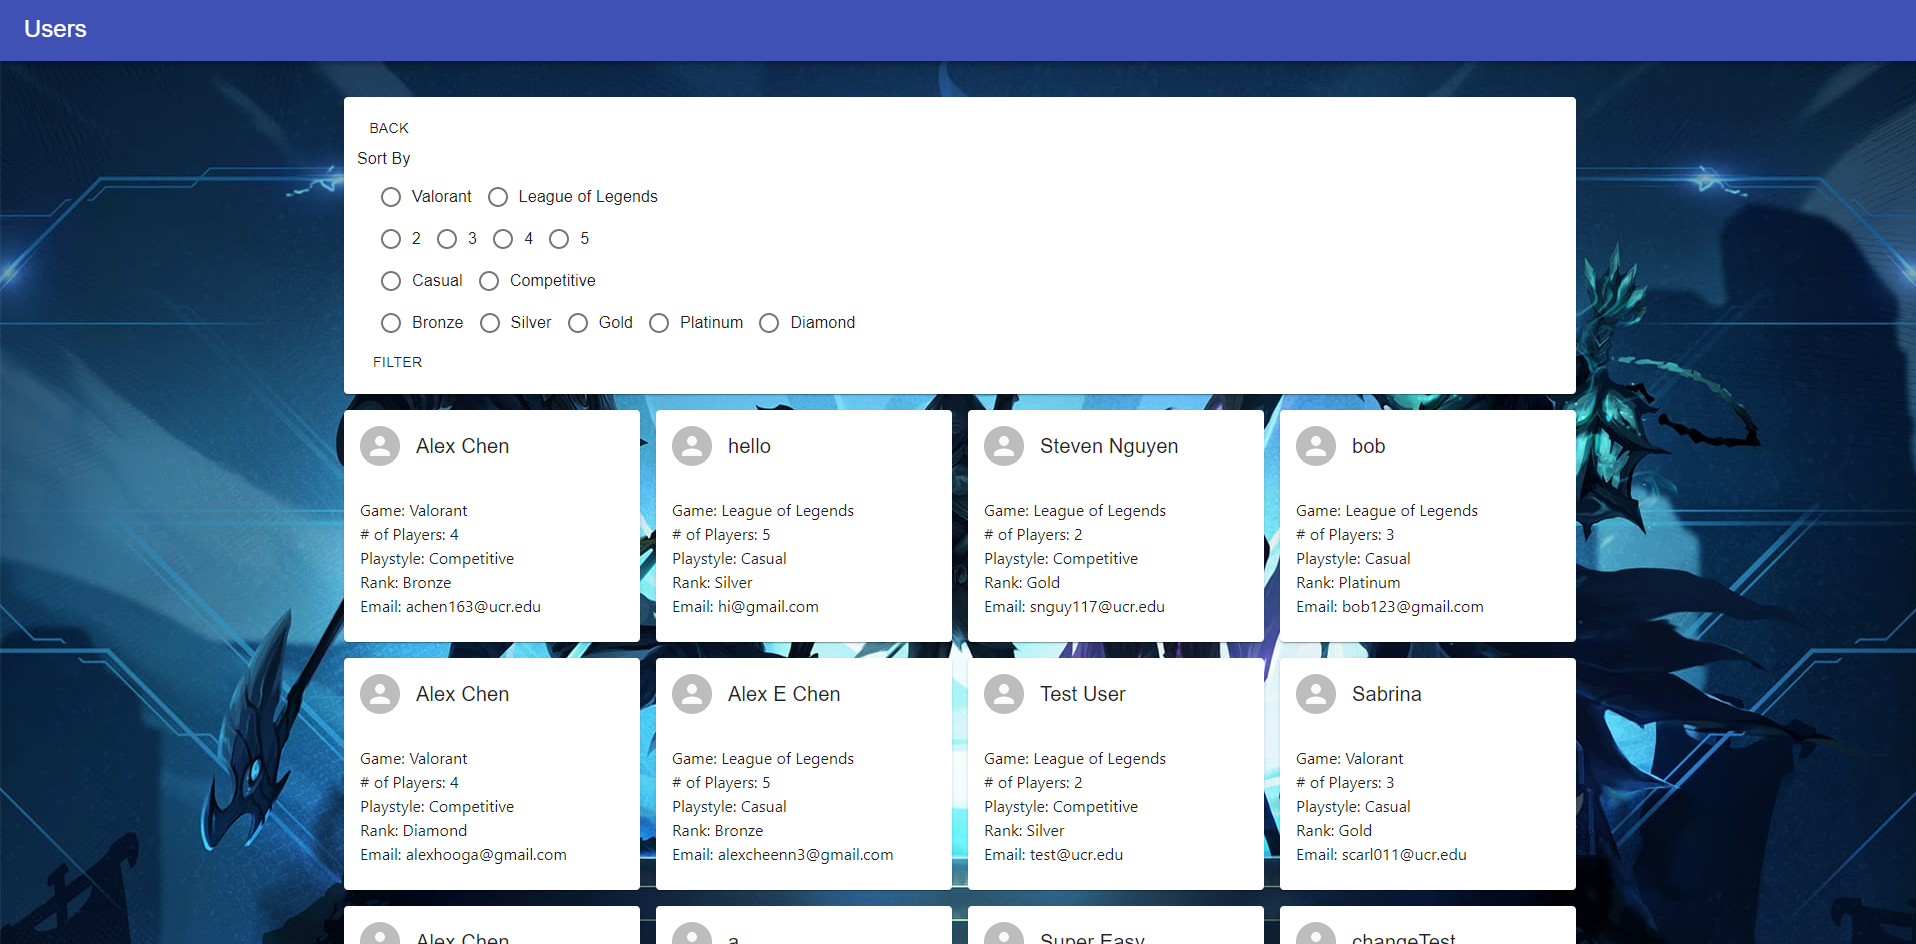 Users
BACK
Sort By
Valorant League of Legends
2 3 4 5
Casual Competitive
Bronze Silver Gold Platinum Diamond
FILTER
Alex Chen
Game: Valorant
# of Players: 4
Playstyle: Competitive
Rank: Bronze
Email: achen163@ucr.edu
hello
Game: League of Legends
# of Players: 5
Playstyle: Casual
Rank: Silver
Email: hi@gmail.com
Steven Nguyen
Game: League of Legends
# of Players: 2
Playstyle: Competitive
Rank: Gold
Email: snguy117@ucr.edu
bob
Game: League of Legends
# of Players: 3
Playstyle: Casual
Rank: Platinum
Email: bob123@gmail.com
Alex Chen
Game: Valorant
# of Players: 4
Playstyle: Competitive
Rank: Diamond
Email: alexhooga@gmail.com
Alex E Chen
Game: League of Legends
# of Players: 5
Playstyle: Casual
Rank: Bronze
Email: alexcheenn3@gmail.com
Test User
Game: League of Legends
# of Players: 2
Playstyle: Competitive
Rank: Silver
Email: test@ucr.edu
Sabrina
Game: Valorant
# of Players: 3
Playstyle: Casual
Rank: Gold
Email: scarl011@ucr.edu
Alex Chen
a
Super Easy
changeTest